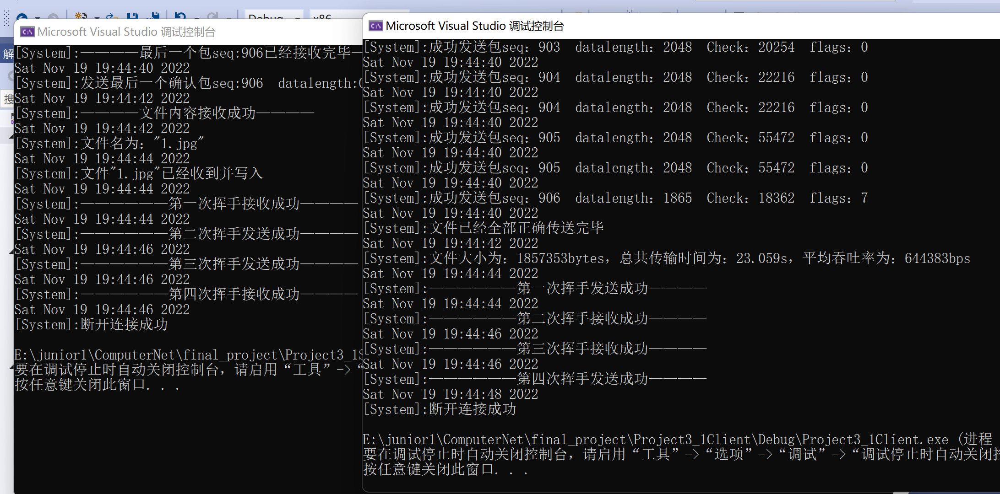 Debug
x86
解
搜
Microsoft Visual Studio 调试控制台
[System]:————最后一个包seq:906已经接收完毕—
Sat Nov 19 19:44:40 2022
[System]:发送最后一个确认包seq:906  datalength:0
Sat Nov 19 19:44:42 2022
[System]:————文件内容接收成功————
Sat Nov 19 19:44:42 2022
[System]:文件名为："1.jpg"
Sat Nov 19 19:44:44 2022
[System]:文件"1.jpg"已经收到并写入
Sat Nov 19 19:44:44 2022
[System]:——————第一次挥手接收成功————
Sat Nov 19 19:44:44 2022
[System]:——————第二次挥手发送成功————
Sat Nov 19 19:44:46 2022
[System]:——————第三次挥手发送成功————
Sat Nov 19 19:44:46 2022
[System]:——————第四次挥手接收成功————
Sat Nov 19 19:44:46 2022
[System]:断开连接成功
E:\junior1\ComputerNet\final_project\Project3_1S
要在调试停止时自动关闭控制台，请启用“工具”->“
按任意键关闭此窗口. . .
Microsoft Visual Studio 调试控制台
[System]:成功发送包seq：903  datalength：2048  Check：20254  flags：0
Sat Nov 19 19:44:40 2022
[System]:成功发送包seq：904  datalength：2048  Check：22216  flags：0
Sat Nov 19 19:44:40 2022
[System]:成功发送包seq：904  datalength：2048  Check：22216  flags：0
Sat Nov 19 19:44:40 2022
[System]:成功发送包seq：905  datalength：2048  Check：55472  flags：0
Sat Nov 19 19:44:40 2022
[System]:成功发送包seq：905  datalength：2048  Check：55472  flags：0
Sat Nov 19 19:44:40 2022
[System]:成功发送包seq：906  datalength：1865  Check：18362  flags：7
Sat Nov 19 19:44:40 2022
[System]:文件已经全部正确传送完毕
Sat Nov 19 19:44:42 2022
[System]:文件大小为：1857353bytes，总共传输时间为：23.059s，平均吞吐率为：644383bps
Sat Nov 19 19:44:44 2022
[System]:——————第一次挥手发送成功————
Sat Nov 19 19:44:44 2022
[System]:——————第二次挥手接收成功————
Sat Nov 19 19:44:46 2022
[System]:——————第三次挥手接收成功————
Sat Nov 19 19:44:46 2022
[System]:——————第四次挥手发送成功————
Sat Nov 19 19:44:48 2022
[System]:断开连接成功
E:\junior1\ComputerNet\final_project\Project3_1Client\Debug\Project3_1Client.exe (进程
要在调试停止时自动关闭控制台，请启用“工具”->“选项”->“调试”->“调试停止时自动关闭控
按任意键关闭此窗口. . .